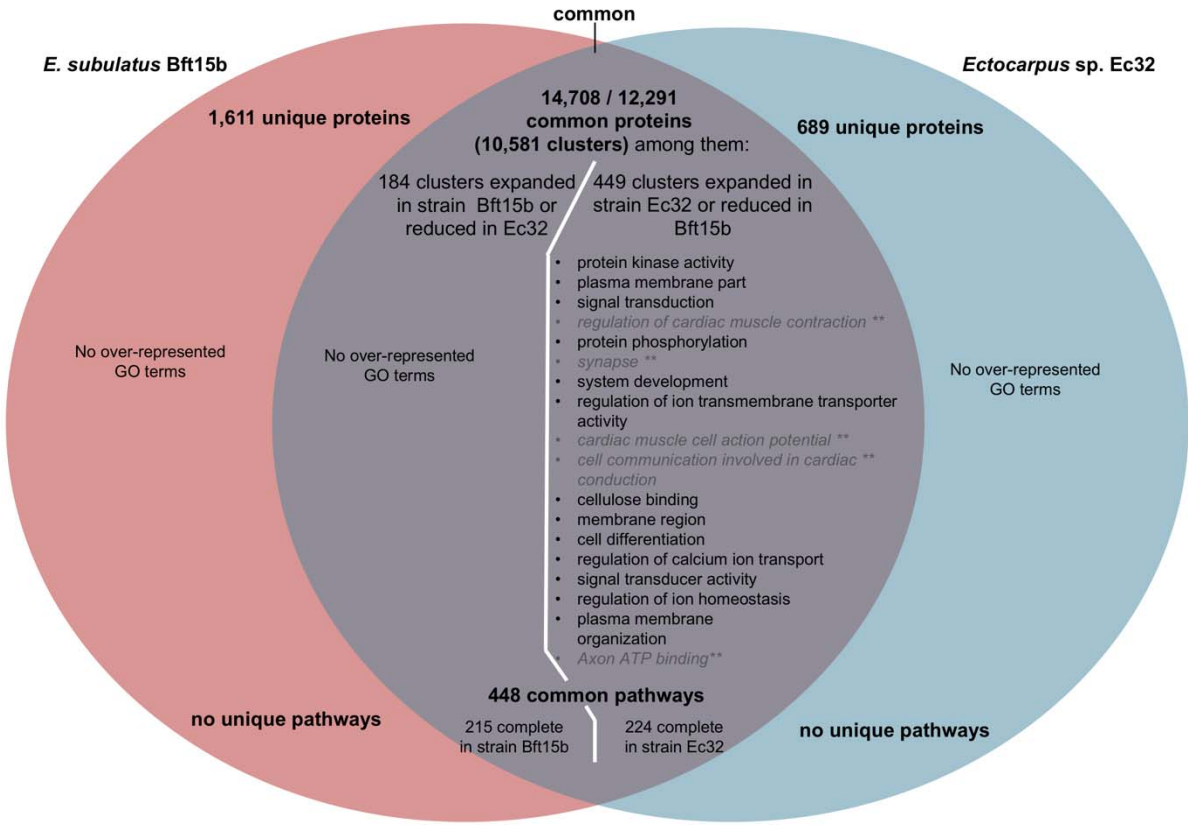 common
E. subulatus Bft15b
Ectocarpus sp. Ec32
1,611 unique proteins
14,708 / 12,291
common proteins
(10,581 clusters) among them:
689 unique proteins
184 clusters expanded
in strain Bft15b or
reduced in Ec32
449 clusters expanded in
strain Ec32 or reduced in
Bft15b
No over-represented
GO terms
No over-represented
GO terms
• protein kinase activity
• plasma membrane part
• signal transduction
• regulation of cardiac muscle contraction **
• protein phosphorylation
• synapse **
• system development
• regulation of ion transmembrane transporter
activity
• cardiac muscle cell action potential **
• cell communication involved in cardiac **
conduction
• cellulose binding
• membrane region
• cell differentiation
• regulation of calcium ion transport
• signal transducer activity
• regulation of ion homeostasis
• plasma membrane
organization
• Axon ATP binding**
No over-represented
GO terms
448 common pathways
no unique pathways
215 complete
in strain Bft15b
224 complete
in strain Ec32
no unique pathways